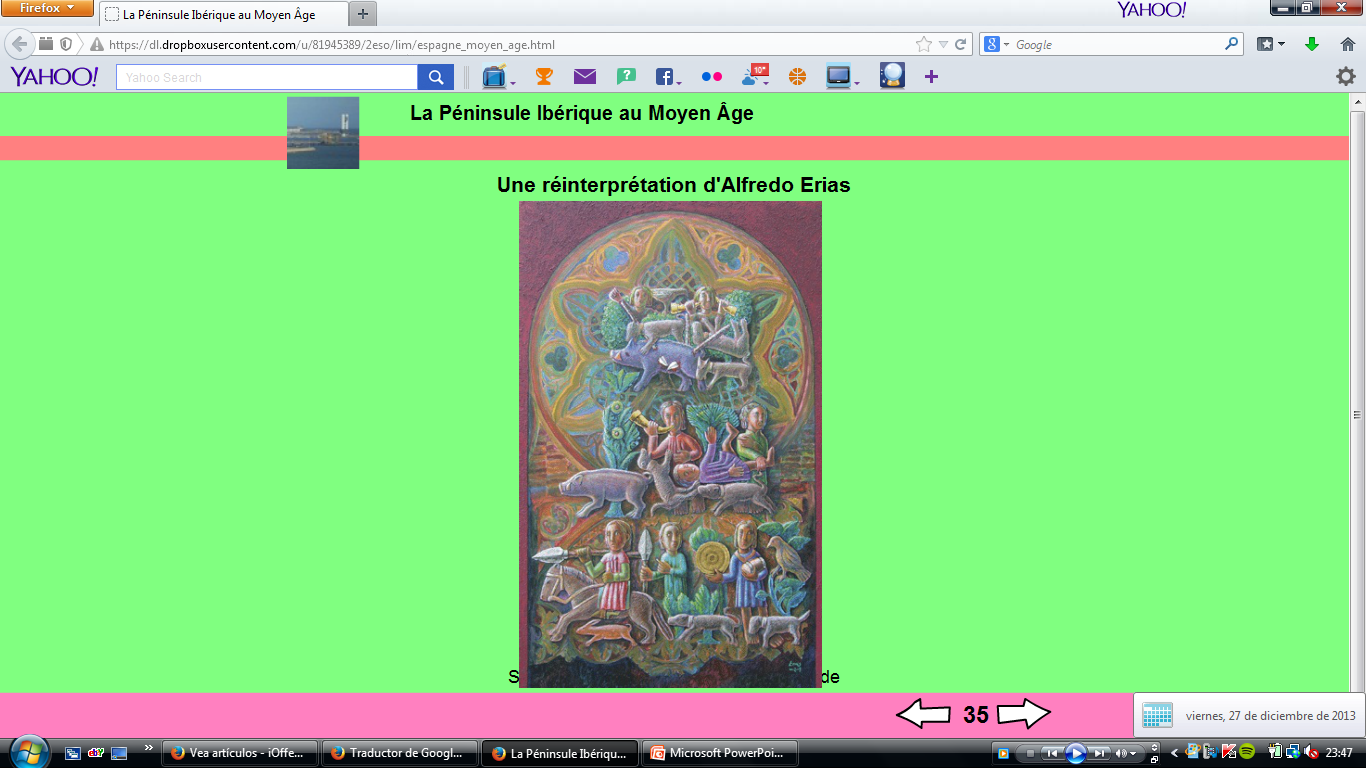 Firefox
La Péninsule Ibérique au Moyen Âge
YAHOO!
https://dl.dropboxusercontent.com/u/81945389/2eso/lim/espagne_moyen_age.html
Google
YAHOO!
Yahoo Search
10°
La Péninsule Ibérique au Moyen Âge
Une réinterprétation d'Alfredo Erias
S
de
35
viernes, 27 de diciembre de 2013
Vea artículos - iOffe...
Traductor de Googl...
La Péninsule Ibériqu...
Microsoft PowerPoi...
23:47